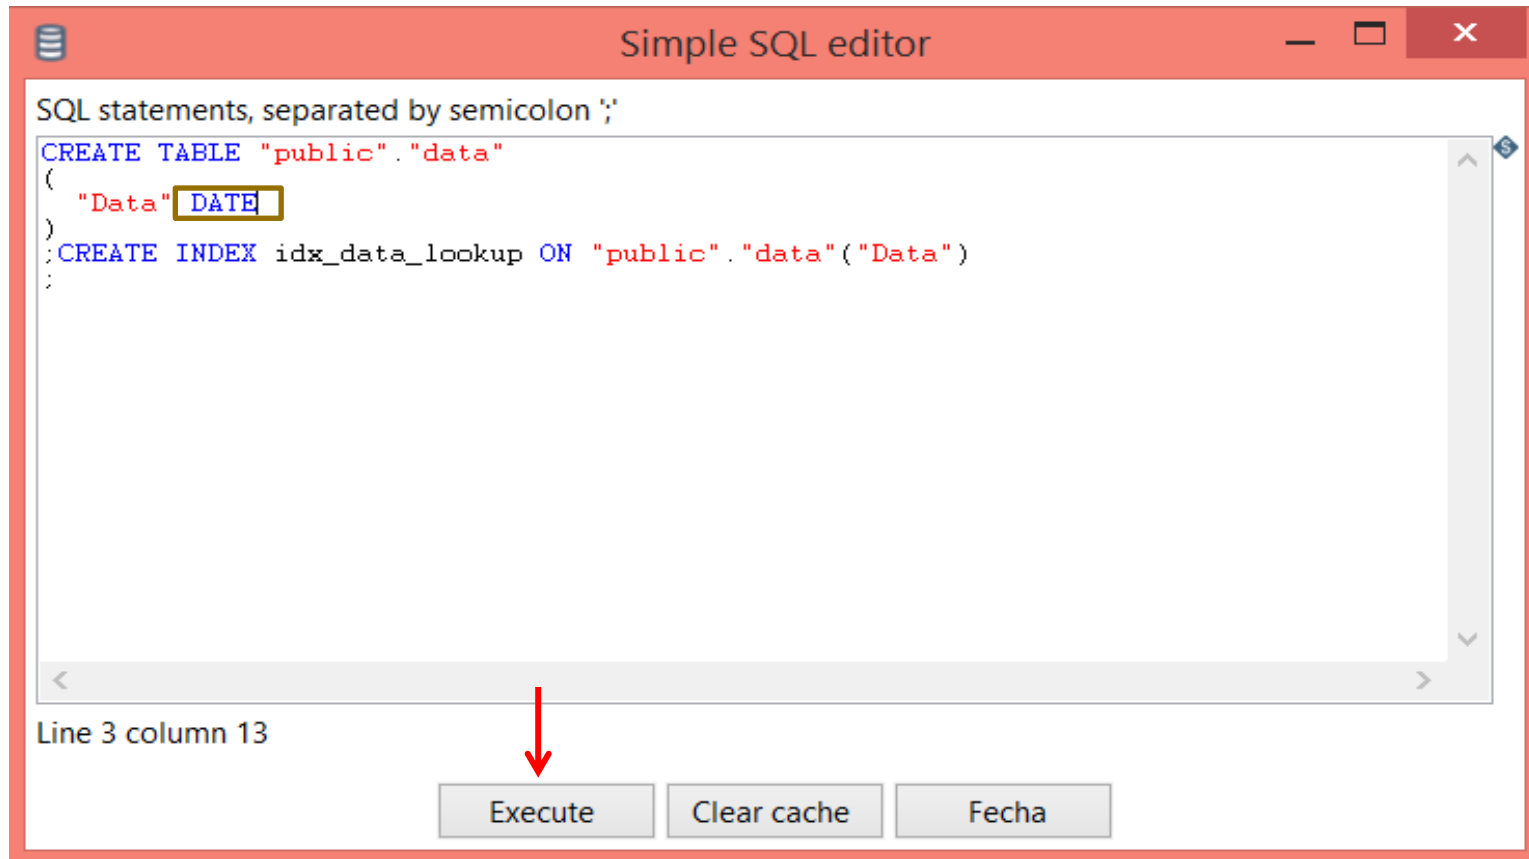 Simple SQL editor
SQL statements, separated by semicolon ';'
CREATE TABLE "public"."data"
(
  "Data" DATE
)
;CREATE INDEX idx_data_lookup ON "public"."data"("Data")
;
Line 3 column 13
Execute
Clear cache
Fecha